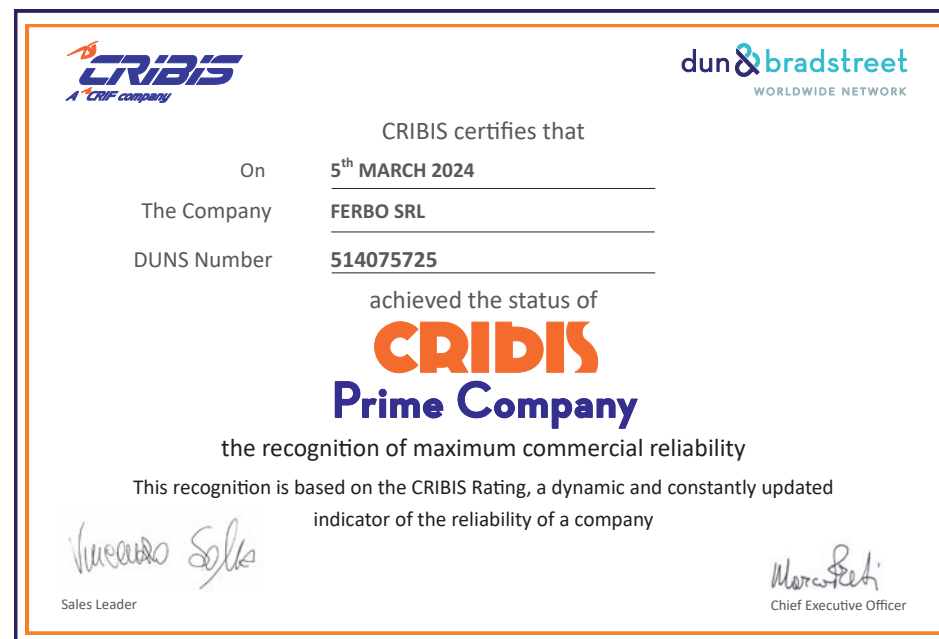 CRIBIS
A CRIF company
dun & bradstreet
WORLDWIDE NETWORK
CRIBIS certifies that
On 5th MARCH 2024
The Company FERBO SRL
DUNS Number 514075725
achieved the status of
CRIBIS
Prime Company
the recognition of maximum commercial reliability
This recognition is based on the CRIBIS Rating, a dynamic and constantly updated
indicator of the reliability of a company
Sales Leader
Chief Executive Officer